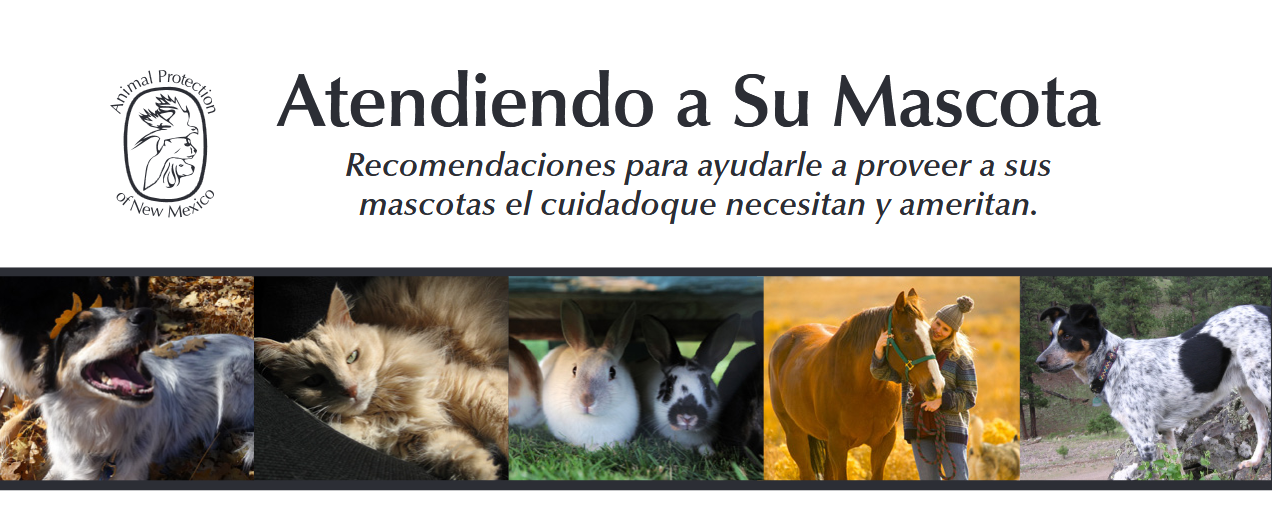 Animal Protection
of New Mexico
Atendiendo a Su Mascota
Recomendaciones para ayudarle a proveer a sus
mascotas el cuidadoque necesitan y ameritan.